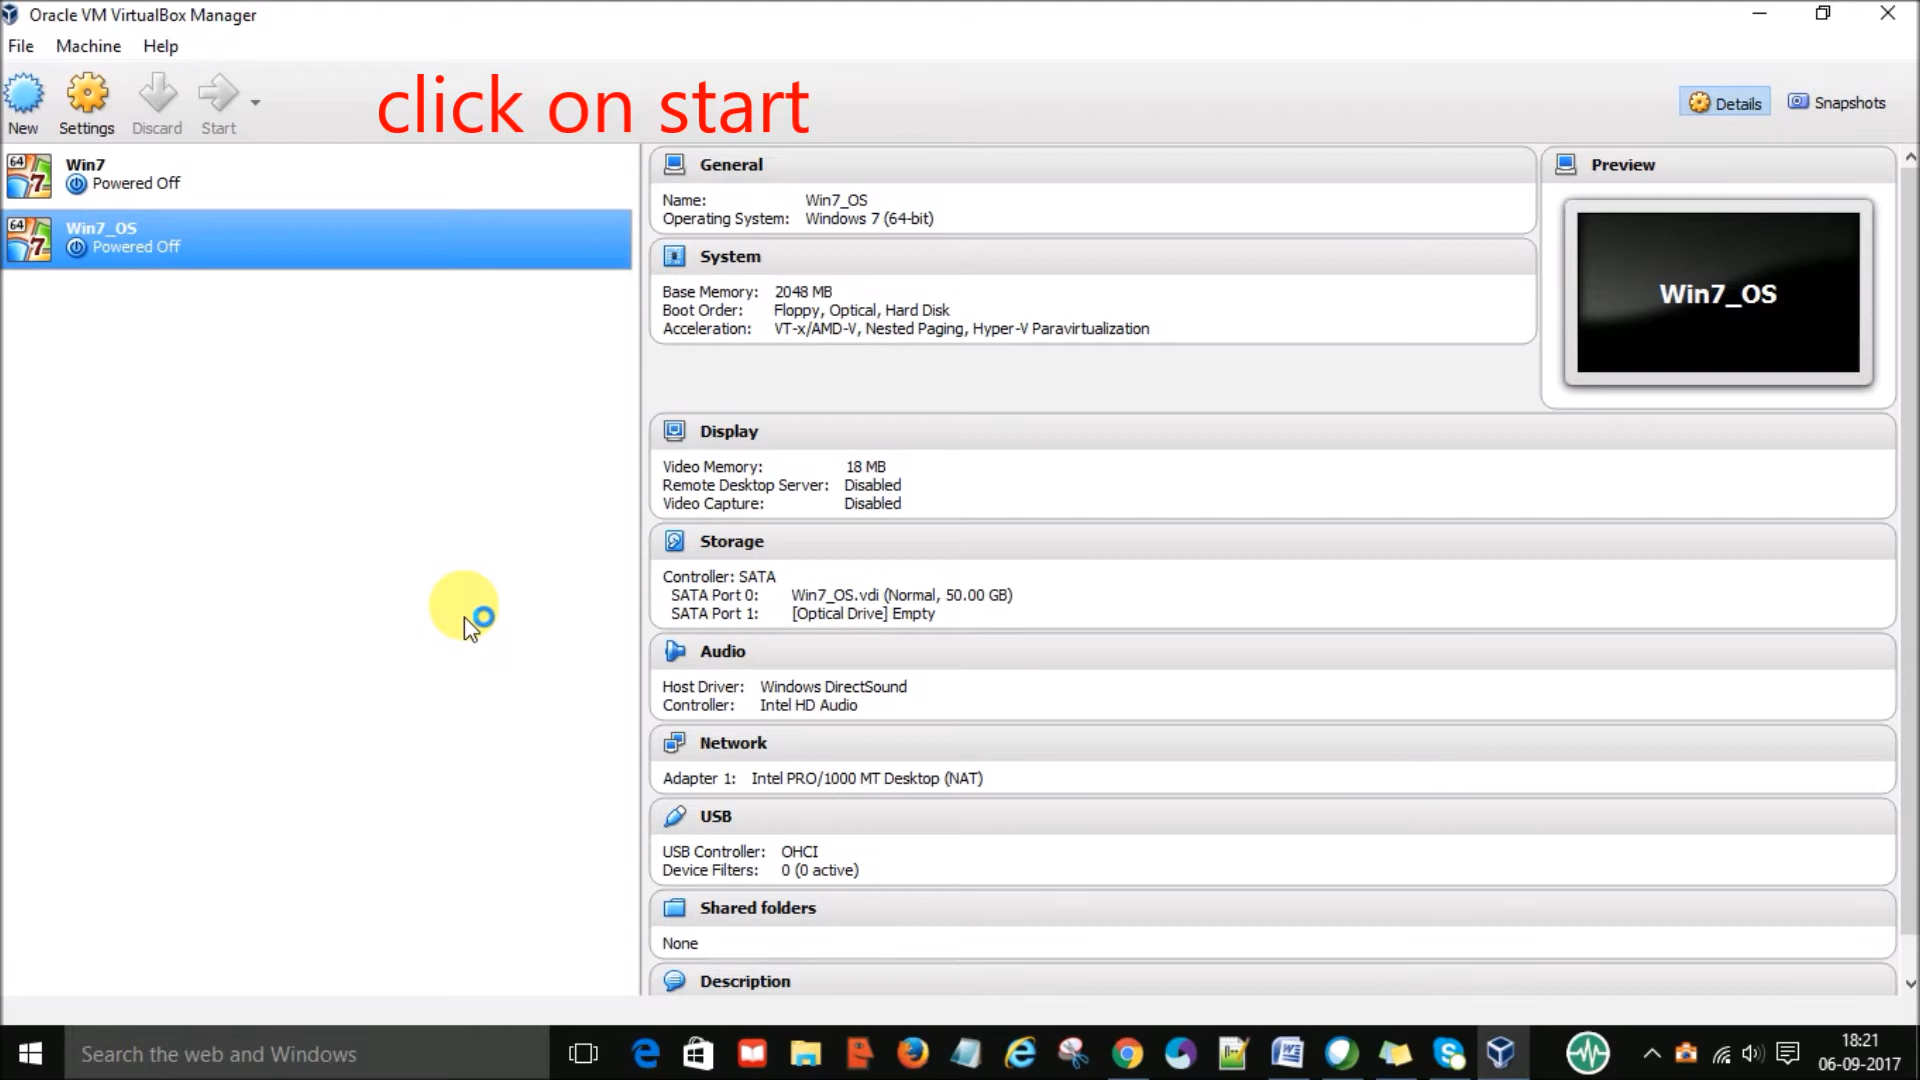 Oracle VM VirtualBox Manager
File Machine Help
click on start
New Settings Discard Start
Details Snapshots
64 7 Win7
Powered Off
64 7 Win7_OS
Powered Off
General
Name: Win7_OS
Operating System: Windows 7 (64-bit)
Preview
Win7_OS
System
Base Memory: 2048 MB
Boot Order: Floppy, Optical, Hard Disk
Acceleration: VT-x/AMD-V, Nested Paging, Hyper-V Paravirtualization
Display
Video Memory: 18 MB
Remote Desktop Server: Disabled
Video Capture: Disabled
Storage
Controller: SATA
SATA Port 0: Win7_OS.vdi (Normal, 50.00 GB)
SATA Port 1: [Optical Drive] Empty
Audio
Host Driver: Windows DirectSound
Controller: Intel HD Audio
Network
Adapter 1: Intel PRO/1000 MT Desktop (NAT)
USB
USB Controller: OHCI
Device Filters: 0 (0 active)
Shared folders
None
Description
Search the web and Windows
18:21
06-09-2017